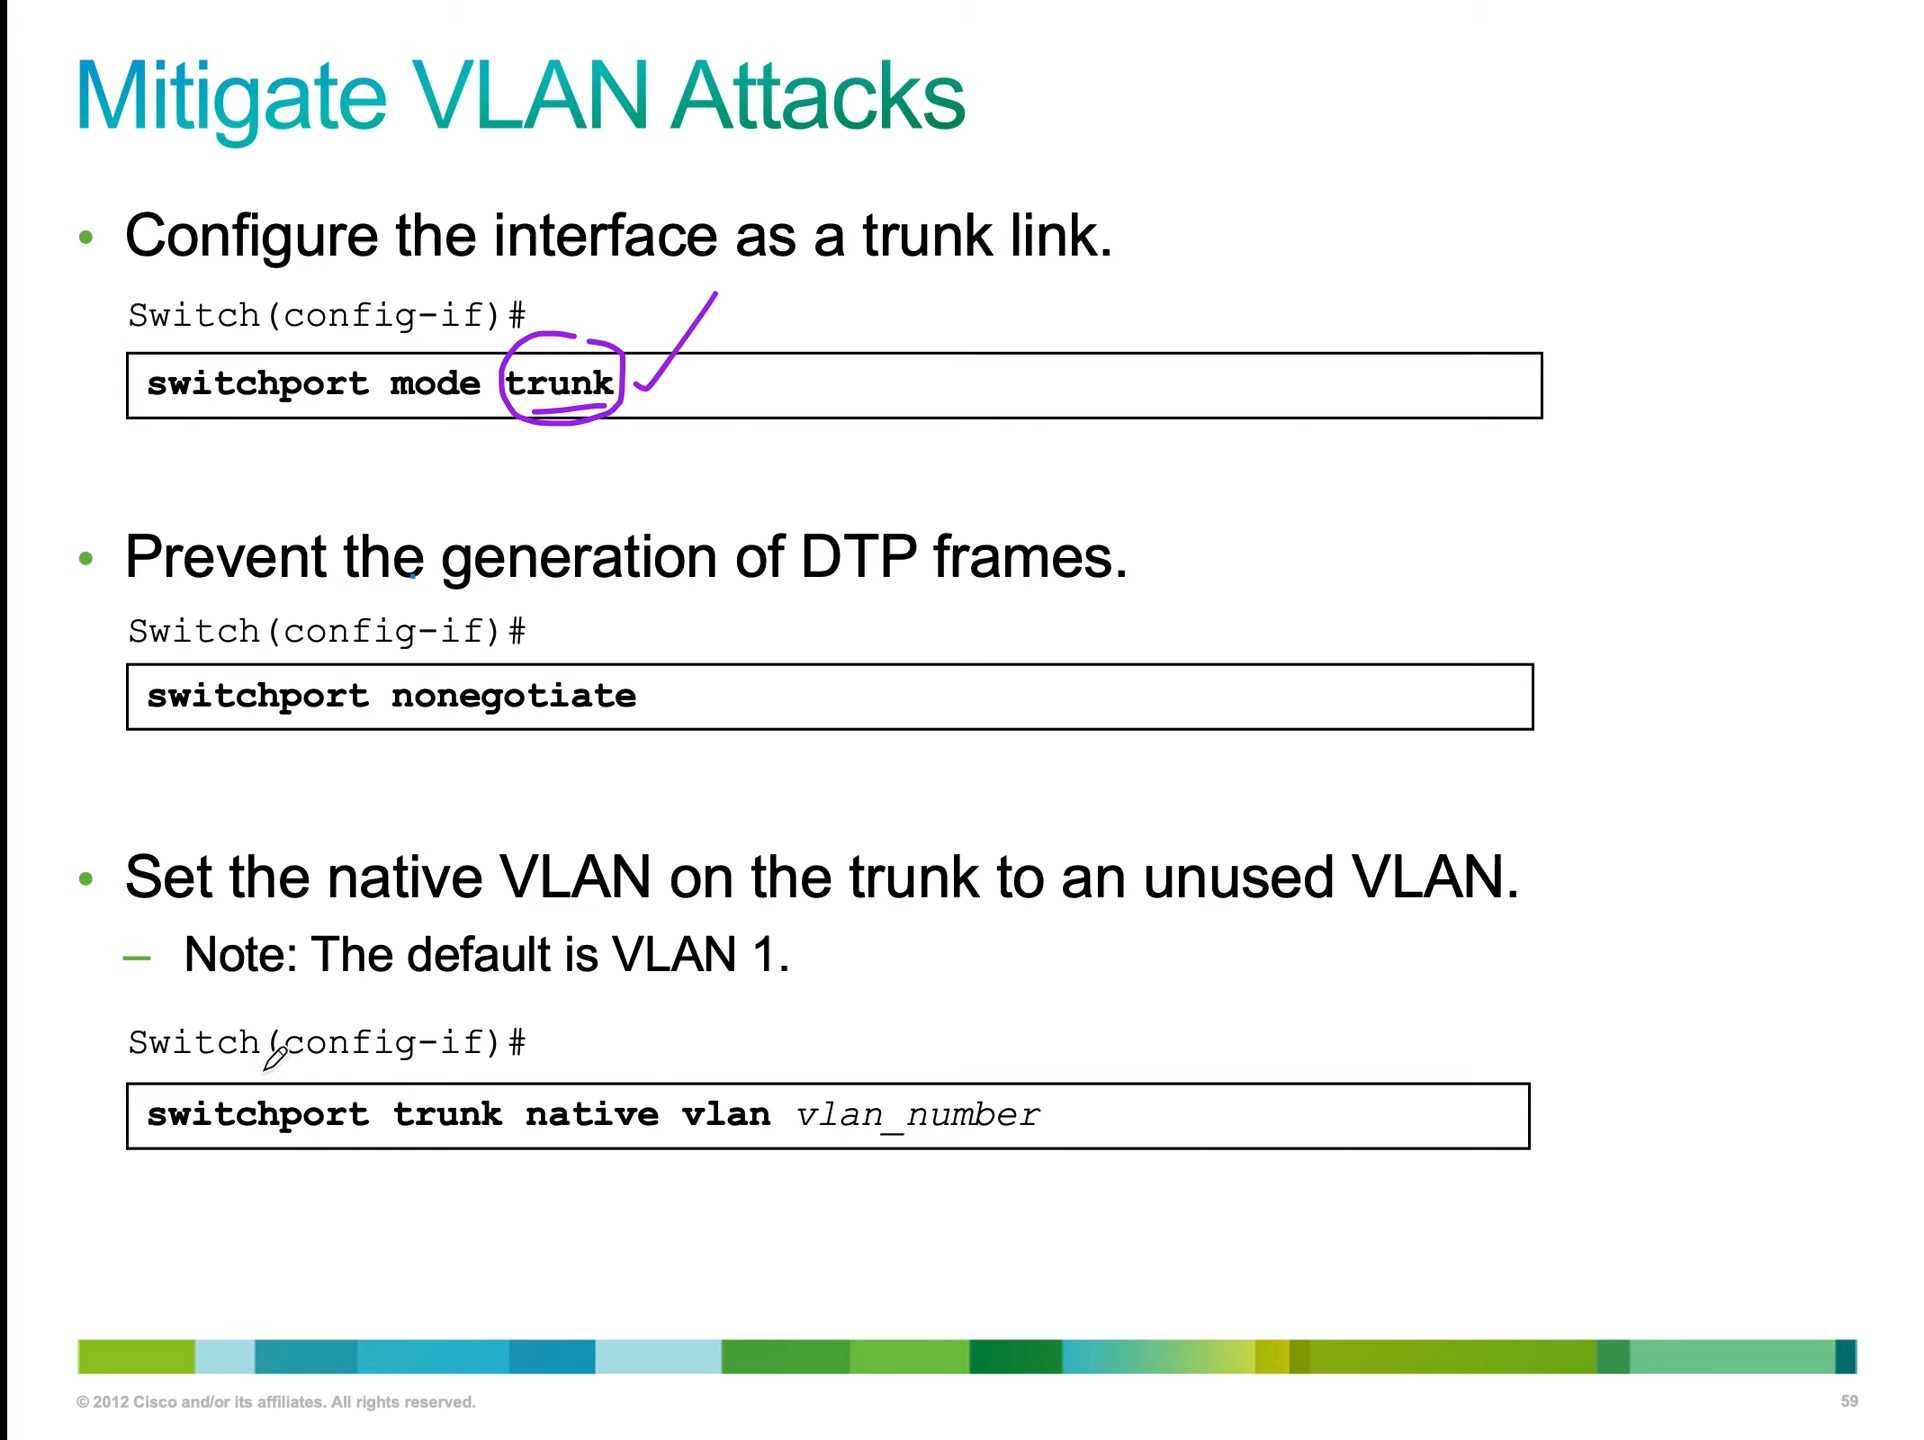 Mitigate VLAN Attacks
• Configure the interface as a trunk link.
Switch(config-if)#
switchport mode trunk
• Prevent the generation of DTP frames.
Switch(config-if)#
switchport nonegotiate
• Set the native VLAN on the trunk to an unused VLAN.
– Note: The default is VLAN 1.
Switch(config-if)#
switchport trunk native vlan vlan_number
© 2012 Cisco and/or its affiliates. All rights reserved.
59